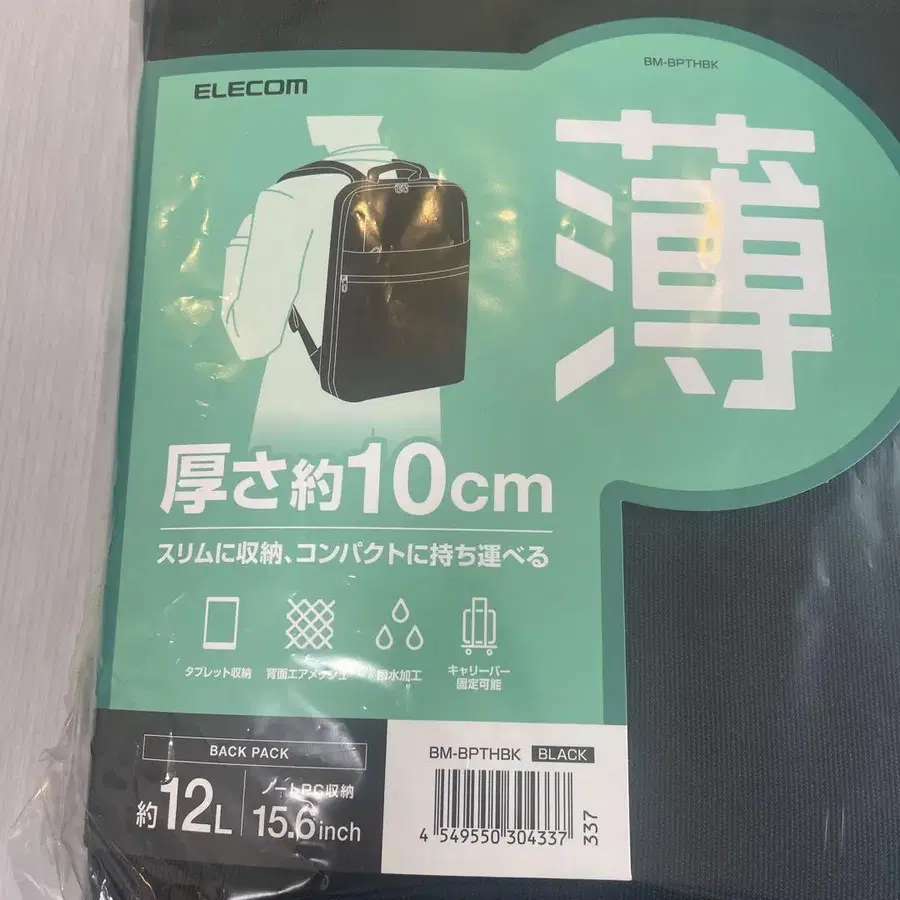 BM-BPTHBK
ELECOM
薄
厚さ約10cm
スリムに収納、コンパクトに持ち運べる
タブレット収納
背面エアメッシュ
撥水加工
キャリーバー
固定可能
BACK PACK
約12L
ノートPC収納
15.6inch
BM-BPTHBK BLACK
4 549550 304337
337